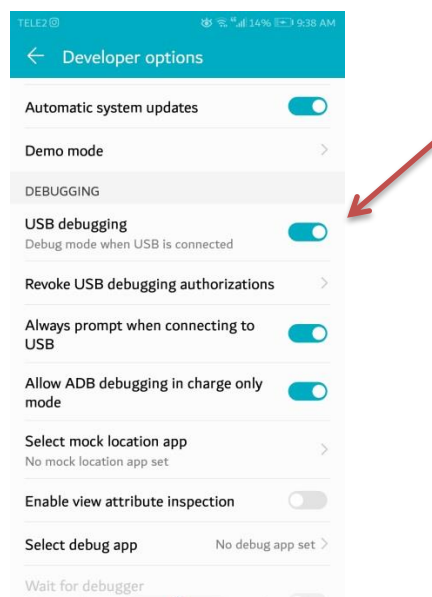 TELE2 14% 9:38 AM
Developer options
Automatic system updates
Demo mode
DEBUGGING
USB debugging
Debug mode when USB is connected
Revoke USB debugging authorizations
Always prompt when connecting to
USB
Allow ADB debugging in charge only
mode
Select mock location app
No mock location app set
Enable view attribute inspection
Select debug app No debug app set
Wait for debugger